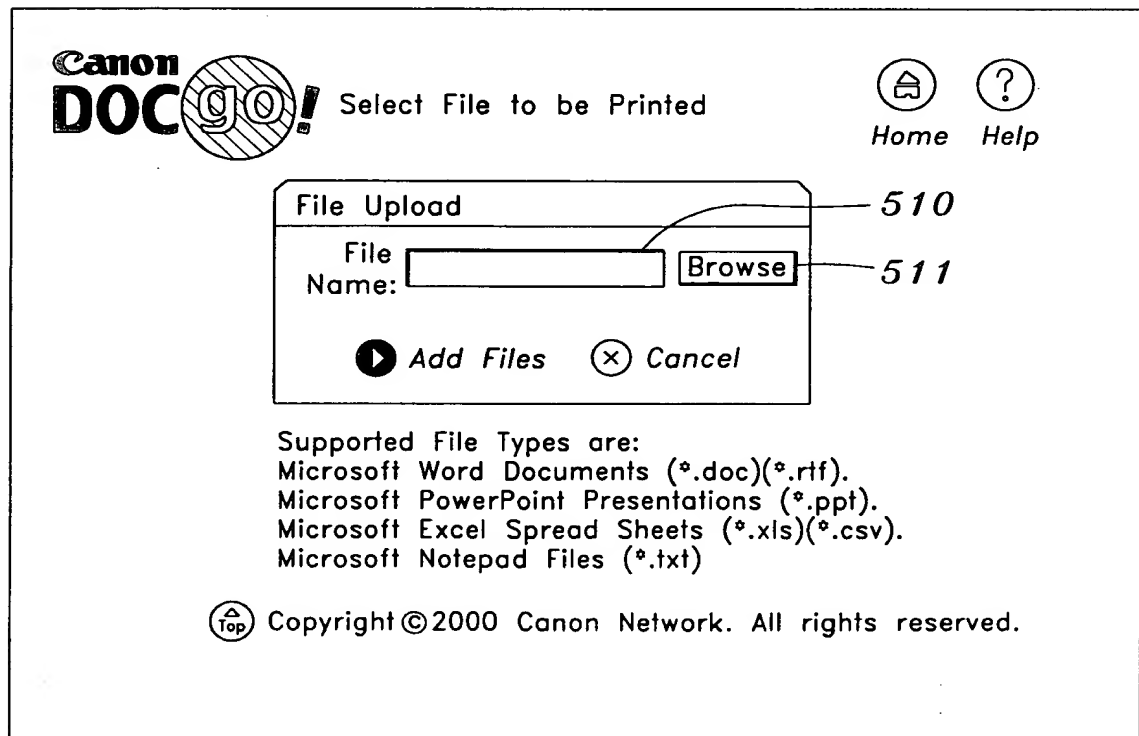 Canon
DOC go! Select File to be Printed
Home Help
File Upload
510
File
Name:
Browse
511
Add Files Cancel
Supported File Types are:
Microsoft Word Documents (*.doc)(*.rtf).
Microsoft PowerPoint Presentations (*.ppt).
Microsoft Excel Spread Sheets (*.xls)(*.csv).
Microsoft Notepad Files (*.txt)
Top Copyright ©2000 Canon Network. All rights reserved.